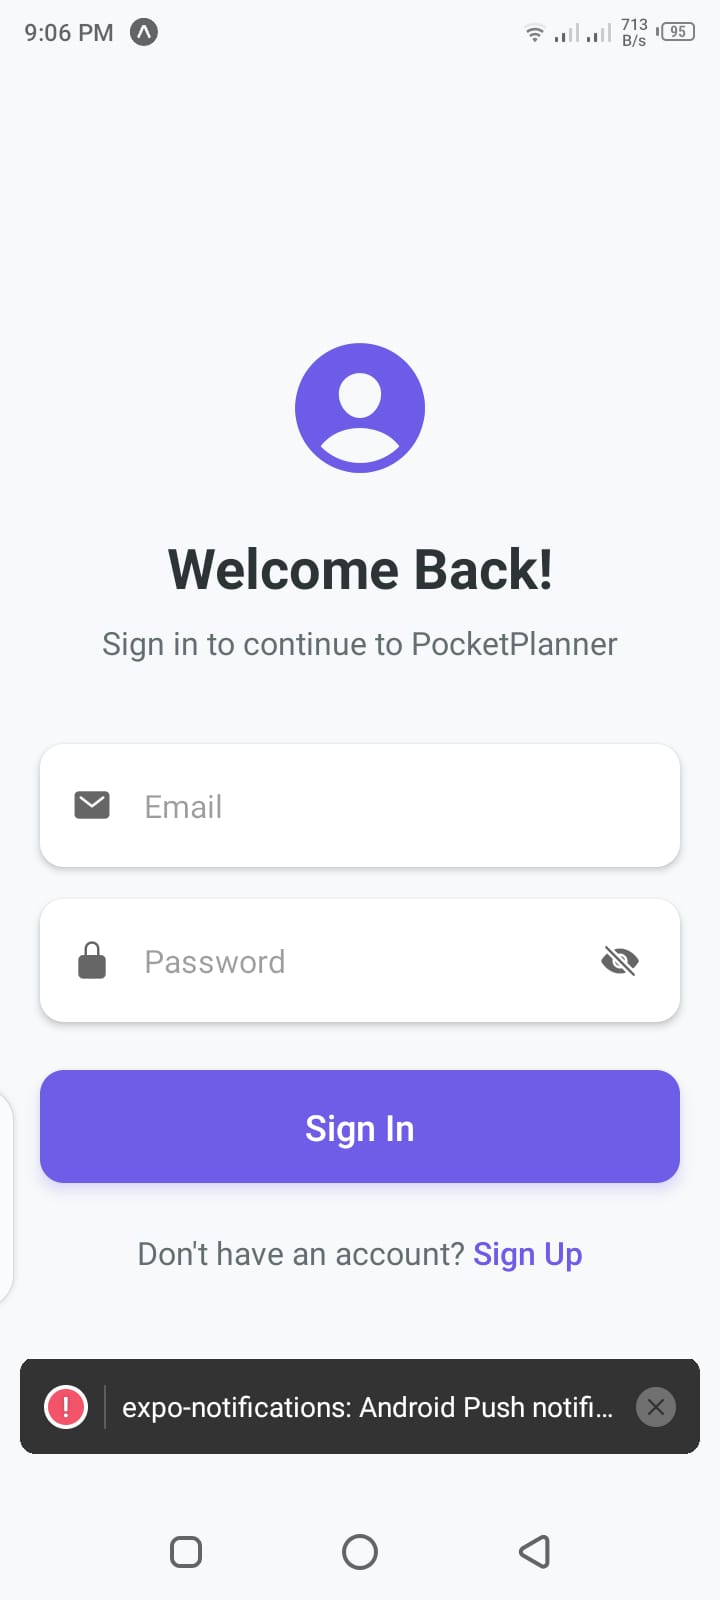 9:06 PM
713
B/s
95
Welcome Back!
Sign in to continue to PocketPlanner
Email
Password
Sign In
Don't have an account? Sign Up
expo-notifications: Android Push notifi...